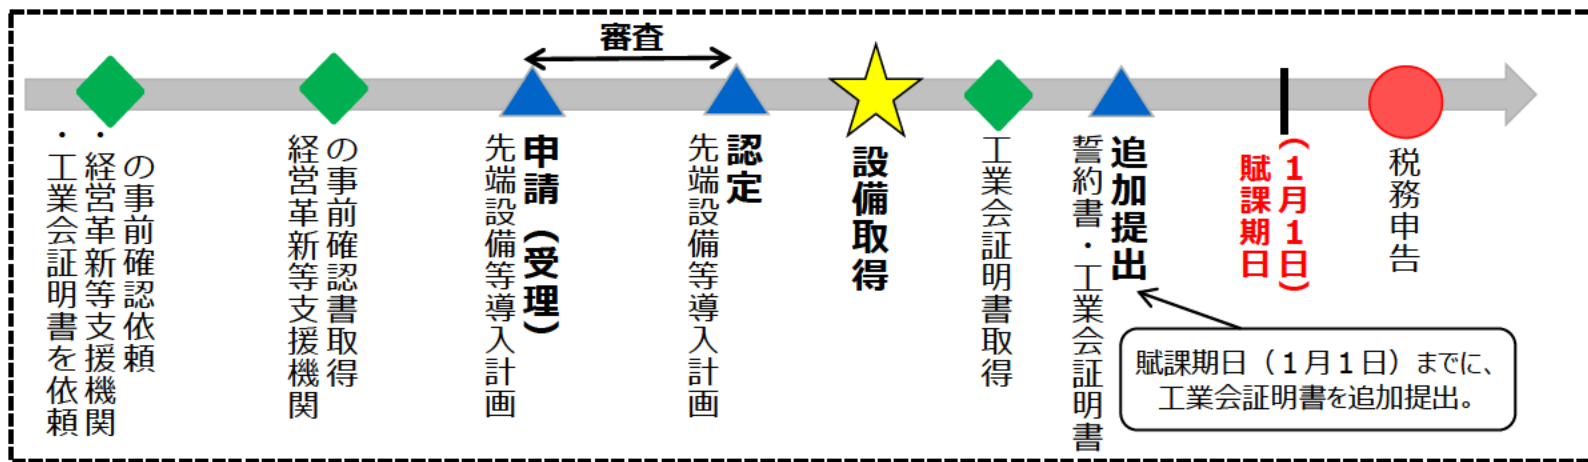 審査
・経営革新等支援機関
の事前確認依頼
・工業会証明書を依頼
経営革新等支援機関
の事前確認書取得
申請（受理）
先端設備等導入計画
認定
先端設備等導入計画
設備取得
工業会証明書取得
追加提出
誓約書・工業会証明書
（１月１日）
賦課期日
税務申告
賦課期日（１月１日）までに、
工業会証明書を追加提出。